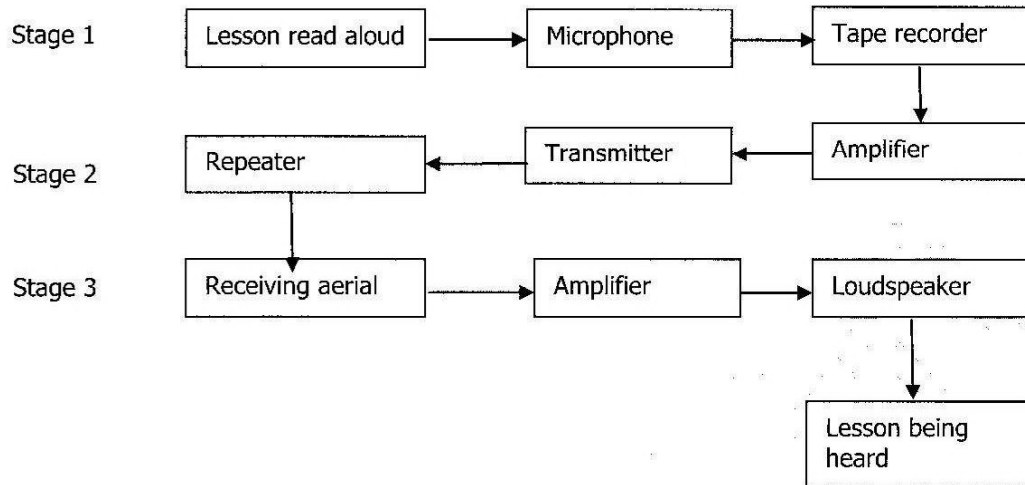 Stage 1
Lesson read aloud
Microphone
Tape recorder
Stage 2
Repeater
Transmitter
Amplifier
Stage 3
Receiving aerial
Amplifier
Loudspeaker
Lesson being
heard